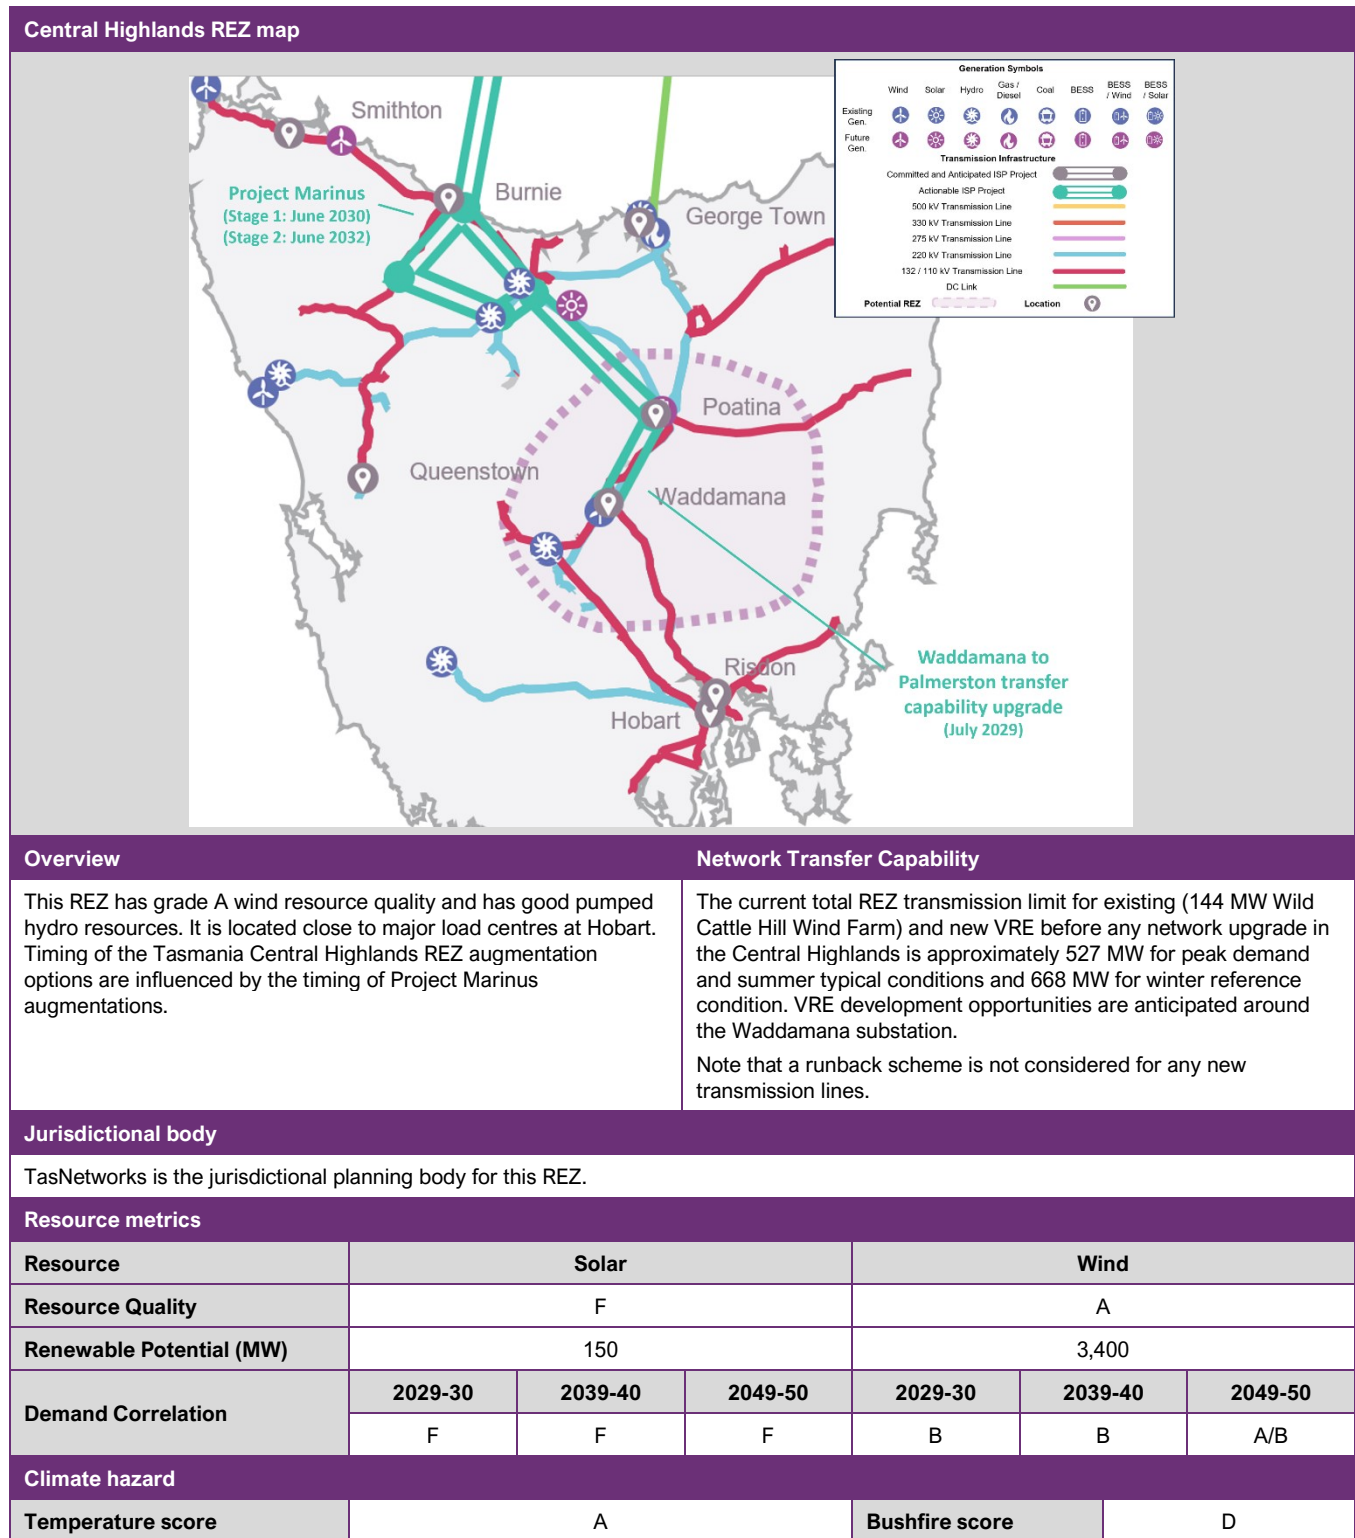 Central Highlands REZ map
Generation Symbols
Wind Solar Hydro Gas / Diesel Coal BESS BESS / Wind BESS / Solar
Existing Gen.
Future Gen.
Transmission Infrastructure
Committed and Anticipated ISP Project
Actionable ISP Project
500 kV Transmission Line
330 kV Transmission Line
275 kV Transmission Line
220 kV Transmission Line
132 / 110 kV Transmission Line
DC Link
Potential REZ Location
Smithton
Project Marinus
(Stage 1: June 2030)
(Stage 2: June 2032)
Burnie
George Town
Poatina
Queenstown
Waddamana
Risdon
Hobart
Waddamana to
Palmerston transfer
capability upgrade
(July 2029)
Overview
This REZ has grade A wind resource quality and has good pumped
hydro resources. It is located close to major load centres at Hobart.
Timing of the Tasmania Central Highlands REZ augmentation
options are influenced by the timing of Project Marinus
augmentations.
Network Transfer Capability
The current total REZ transmission limit for existing (144 MW Wild
Cattle Hill Wind Farm) and new VRE before any network upgrade in
the Central Highlands is approximately 527 MW for peak demand
and summer typical conditions and 668 MW for winter reference
condition. VRE development opportunities are anticipated around
the Waddamana substation.
Note that a runback scheme is not considered for any new
transmission lines.
Jurisdictional body
TasNetworks is the jurisdictional planning body for this REZ.
Resource metrics
Resource Solar Wind
Resource Quality F A
Renewable Potential (MW) 150 3,400
Demand Correlation 2029-30 2039-40 2049-50 2029-30 2039-40 2049-50
F F F B B A/B
Climate hazard
Temperature score A Bushfire score D